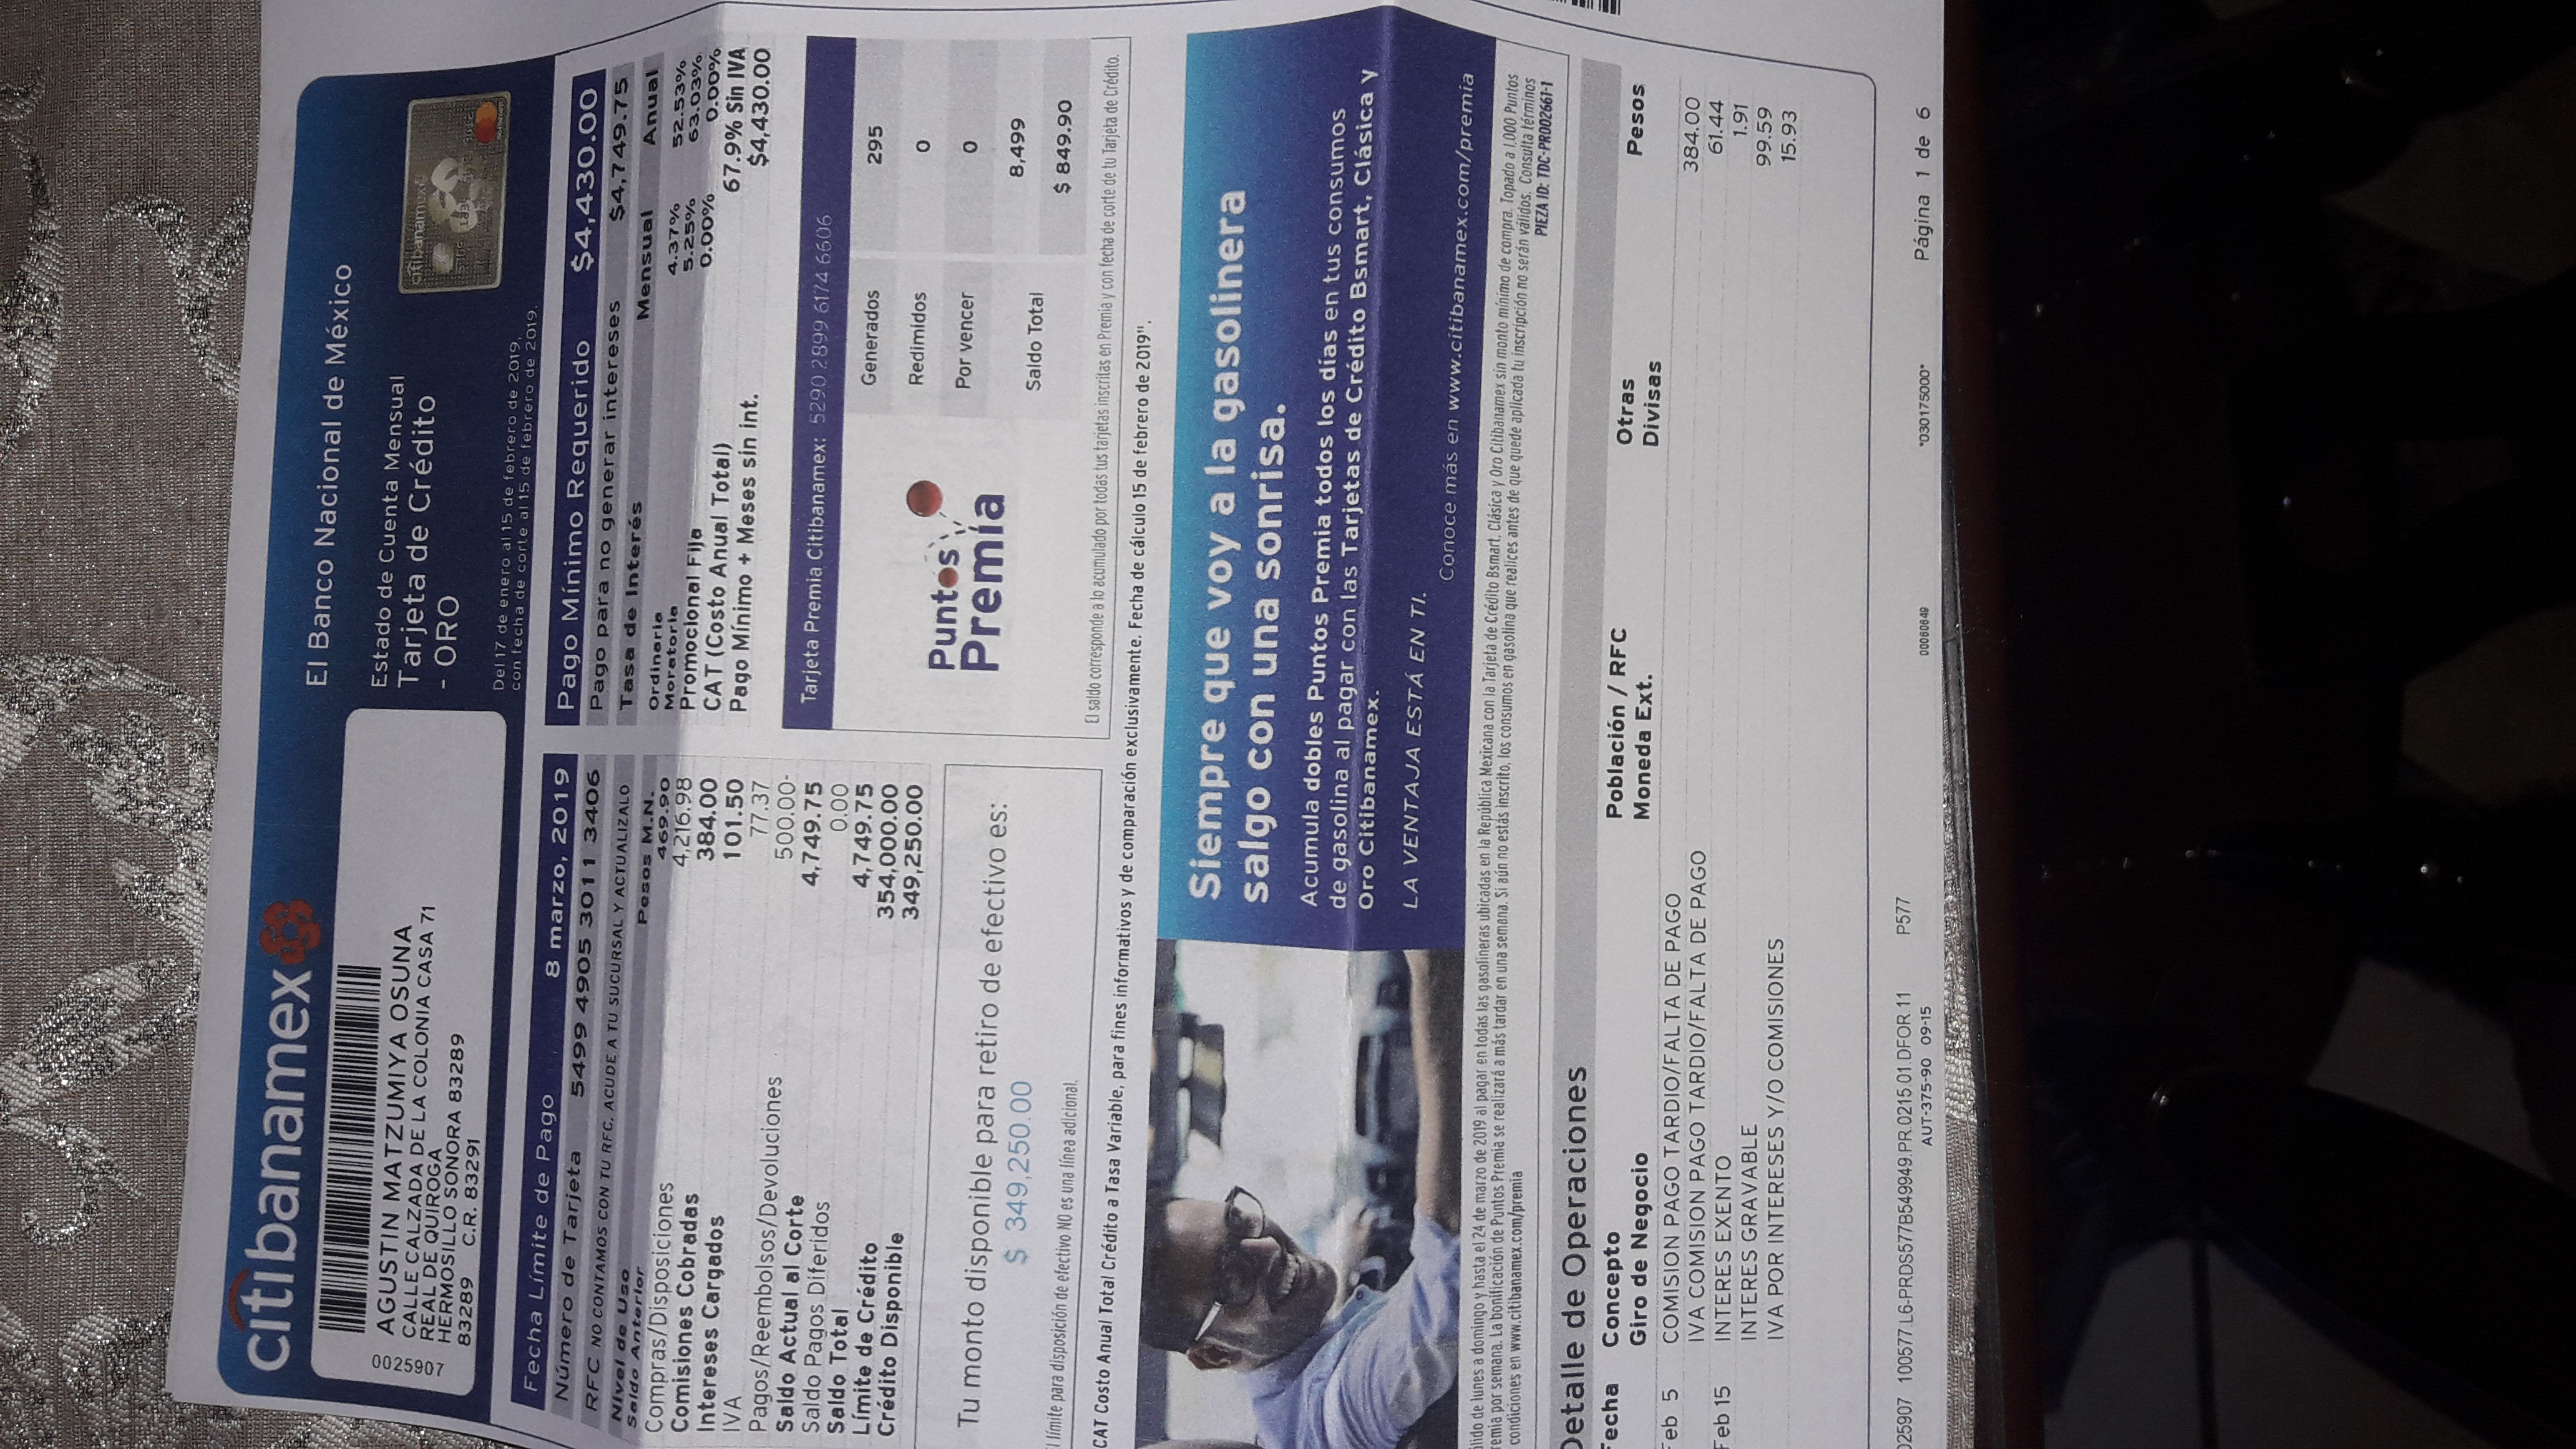 citibanamex
El Banco Nacional de México
0025907
AGUSTIN MATZUMIYA OSUNA
CALLE CALZADA DE LA COLONIA CASA 71
REAL DE QUIROGA
HERMOSILLO SONORA 83289
83289 C.R. 83291
Estado de Cuenta Mensual
Tarjeta de Crédito
- ORO
citibanamex
Del 17 de enero al 15 de febrero de 2019,
con fecha de corte al 15 de febrero de 2019.
Fecha Límite de Pago 8 marzo, 2019
Número de Tarjeta 5499 4905 3011 3406
RFC NO CONTAMOS CON TU RFC, ACUDE A TU SUCURSAL Y ACTUALIZALO
Nivel de Uso Pesos M.N.
Saldo Anterior 469.90
Compras/Disposiciones 4,216.98
Comisiones Cobradas 384.00
Intereses Cargados 101.50
IVA 77.37
Pagos/Reembolsos/Devoluciones 500.00-
Saldo Actual al Corte 4,749.75
Saldo Pagos Diferidos 0.00
Saldo Total 4,749.75
Límite de Crédito 354,000.00
Crédito Disponible 349,250.00
Tu monto disponible para retiro de efectivo es:
$ 349,250.00
l límite para disposición de efectivo NO es una línea adicional.
Pago Mínimo Requerido $4,430.00
Pago para no generar intereses $4,749.75
Tasa de Interés Mensual Anual
Ordinaria 4.37% 52.53%
Moratoria 5.25% 63.03%
Promocional Fija 0.00% 0.00%
CAT (Costo Anual Total) 67.9% Sin IVA
Pago Mínimo + Meses sin int. $4,430.00
Tarjeta Premia Citibanamex: 5290 2899 6174 6606
Puntos
Premia
Generados 295
Redimidos 0
Por vencer 0
Saldo Total 8,499
$ 849.90
El saldo corresponde a lo acumulado por todas tus tarjetas inscritas en Premia y con fecha de corte de tu Tarjeta de Crédito.
CAT Costo Anual Total Crédito a Tasa Variable, para fines informativos y de comparación exclusivamente. Fecha de cálculo 15 de febrero de 2019".
Siempre que voy a la gasolinera
salgo con una sonrisa.
Acumula dobles Puntos Premia todos los días en tus consumos
de gasolina al pagar con las Tarjetas de Crédito Bsmart, Clásica y
Oro Citibanamex.
LA VENTAJA ESTÁ EN TI.
Conoce más en www.citibanamex.com/premia
álido de lunes a domingo y hasta el 24 de marzo de 2019 al pagar en todas las gasolineras ubicadas en la República Mexicana con la Tarjeta de Crédito Bsmart, Clásica y Oro Citibanamex sin monto mínimo de compra. Topado a 1,000 Puntos
remia por semana. La bonificación de Puntos Premia se realizará a más tardar en una semana. Si aún no estás inscrito, los consumos en gasolina que realices antes de que quede aplicada tu inscripción no serán válidos. Consulta términos
condiciones en www.citibanamex.com/premia
PIEZA ID: TDC-PR002661-1
Detalle de Operaciones
Fecha Concepto Población / RFC Otras Pesos
Giro de Negocio Moneda Ext. Divisas
Feb 5 COMISION PAGO TARDIO/FALTA DE PAGO 384.00
IVA COMISION PAGO TARDIO/FALTA DE PAGO 61.44
Feb 15 INTERES EXENTO 1.91
INTERES GRAVABLE 99.59
IVA POR INTERESES Y/O COMISIONES 15.93
025907 100577.L6-PRDS577B549949.PR.0215.01.DFOR.11 P577
AUT-375-90 09-15 00060649 *030175000* Página 1 de 6